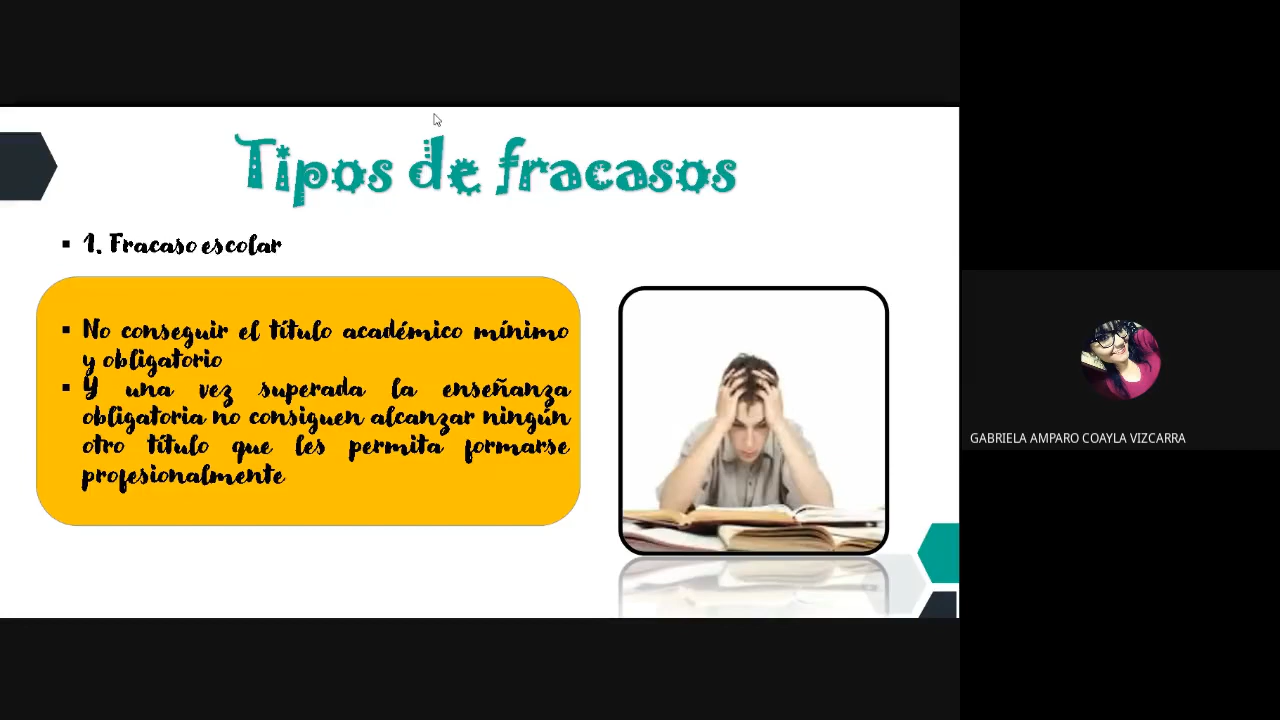 Tipos de fracasos
1. Fracaso escolar
No conseguir el título académico mínimo
y obligatorio
Y una vez superada la enseñanza
obligatoria no consiguen alcanzar ningún
otro título que les permita formarse
profesionalmente
GABRIELA AMPARO COAYLA VIZCARRA